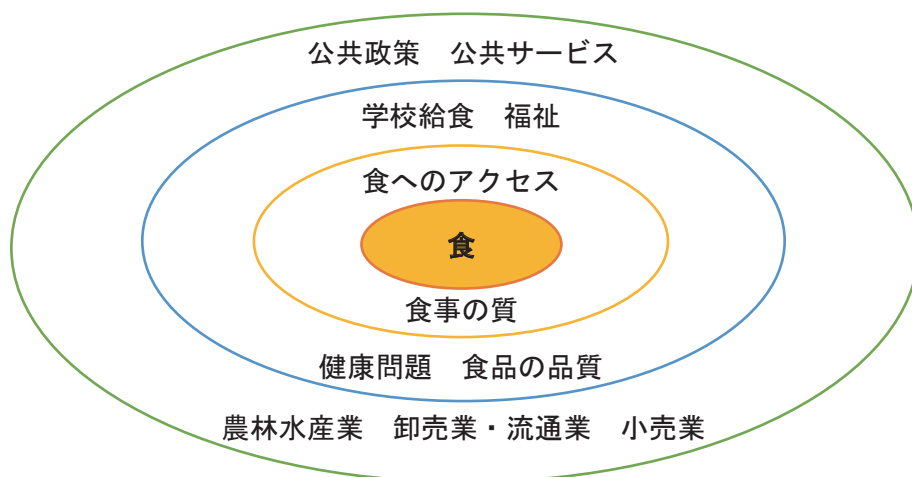 公共政策　公共サービス
学校給食　福祉
食へのアクセス
食
食事の質
健康問題　食品の品質
農林水産業　卸売業・流通業　小売業